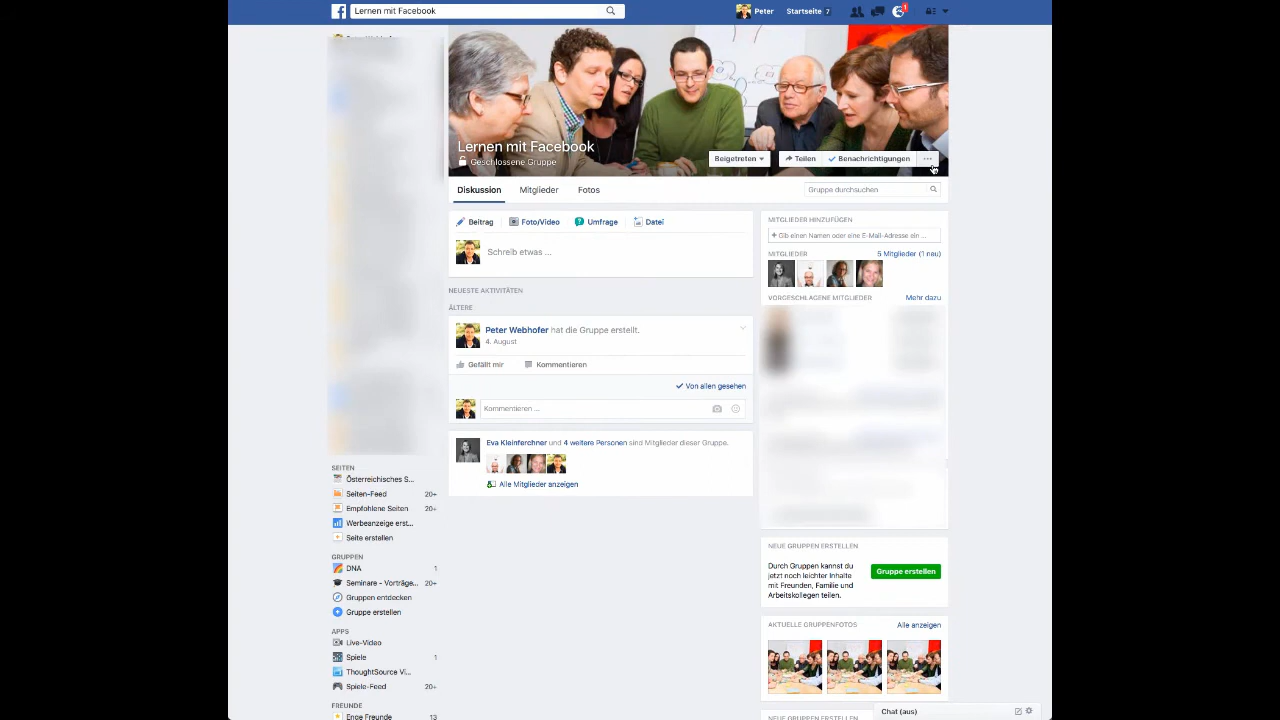 Lernen mit Facebook
Peter
Startseite 7
1
Lernen mit Facebook
Geschlossene Gruppe
Beigetreten
Teilen
Benachrichtigungen
Diskussion
Mitglieder
Fotos
Gruppe durchsuchen
Beitrag
Foto/Video
Umfrage
Datei
Schreib etwas ...
NEUESTE AKTIVITÄTEN
ÄLTERE
Peter Webhofer hat die Gruppe erstellt.
4. August
Gefällt mir
Kommentieren
Von allen gesehen
Kommentieren ...
Eva Kleinferchner und 4 weitere Personen sind Mitglieder dieser Gruppe.
Alle Mitglieder anzeigen
MITGLIEDER HINZUFÜGEN
+ Gib einen Namen oder eine E-Mail-Adresse ein ...
MITGLIEDER
5 Mitglieder (1 neu)
VORGESCHLAGENE MITGLIEDER
Mehr dazu
NEUE GRUPPEN ERSTELLEN
Durch Gruppen kannst du
jetzt noch leichter Inhalte
mit Freunden, Familie und
Arbeitskollegen teilen.
Gruppe erstellen
AKTUELLE GRUPPENFOTOS
Alle anzeigen
NEUE GRUPPEN ERSTELLEN
SEITEN
Österreichisches S...
Seiten-Feed 20+
Empfohlene Seiten 20+
Werbeanzeige erst...
Seite erstellen
GRUPPEN
DNA 1
Seminare - Vorträge... 20+
Gruppen entdecken
Gruppe erstellen
APPS
Live-Video
Spiele 1
ThoughtSource Vi...
Spiele-Feed 20+
FREUNDE
Enge Freunde 13
Chat (aus)